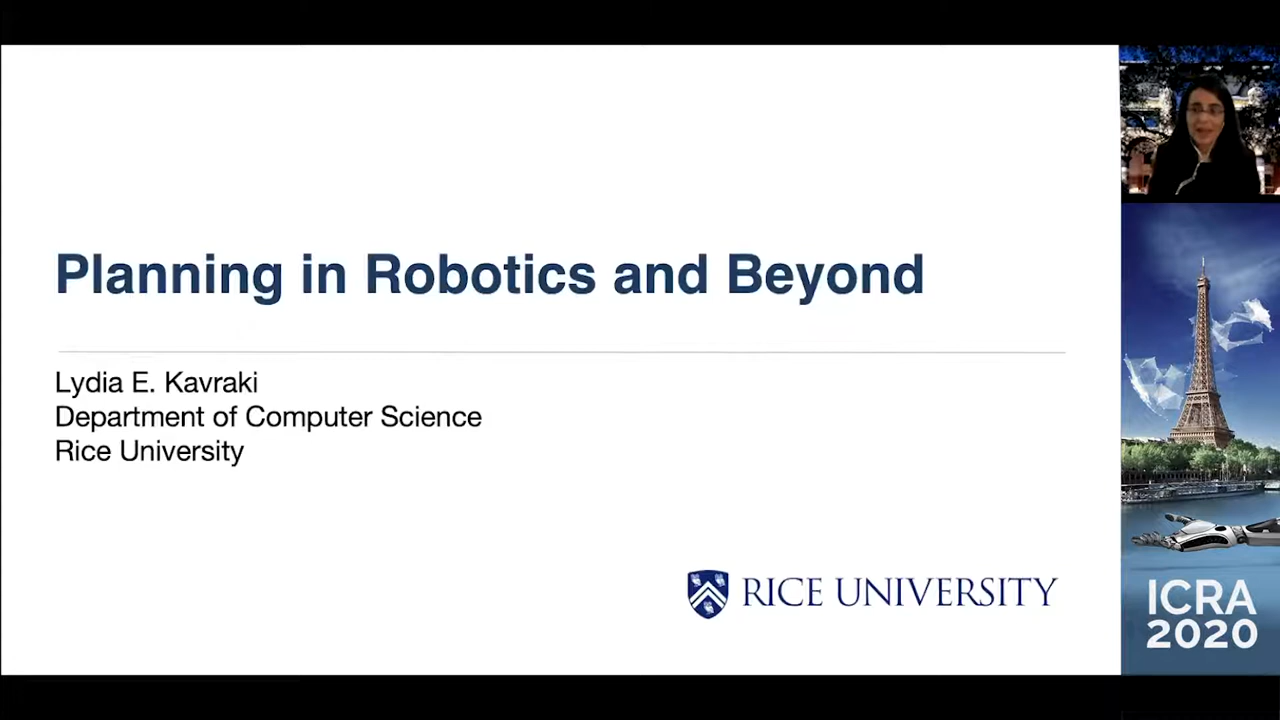 Planning in Robotics and Beyond
Lydia E. Kavraki
Department of Computer Science
Rice University
RICE UNIVERSITY
ICRA
2020